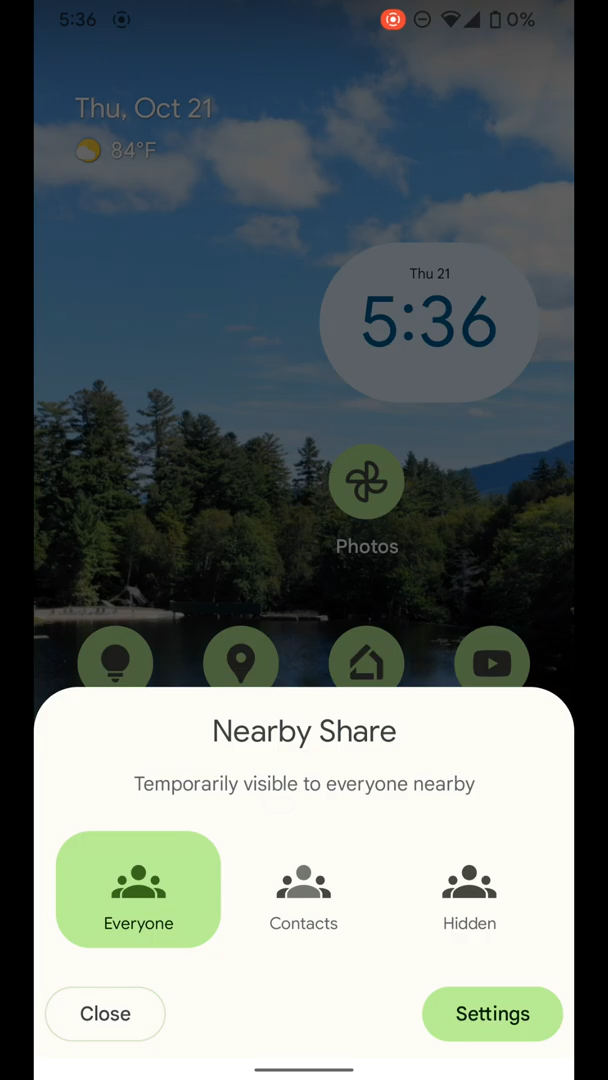 5:36
0%
Thu, Oct 21
84°F
Thu 21
5:36
Photos
Nearby Share
Temporarily visible to everyone nearby
Everyone
Contacts
Hidden
Close
Settings